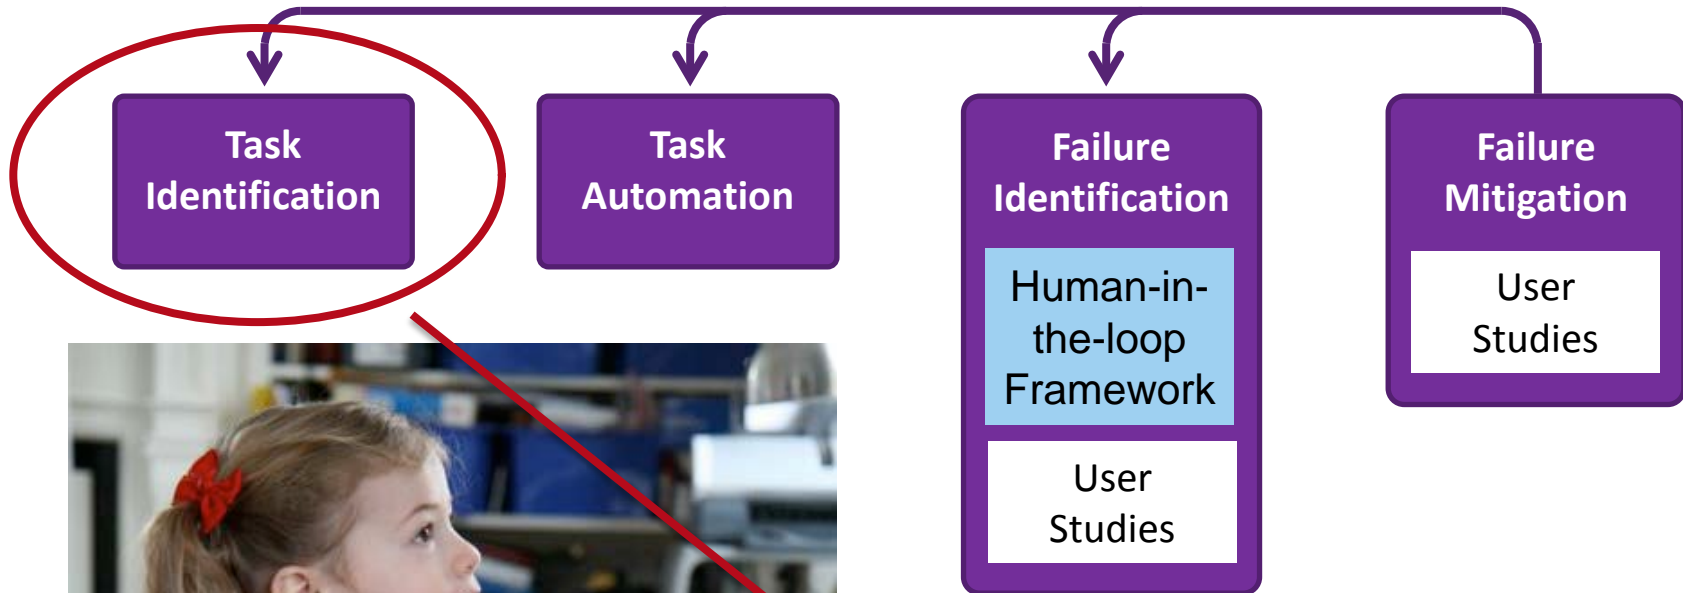 Task
Identification
Task
Automation
Failure
Identification
Human-in-
the-loop
Framework
User
Studies
Failure
Mitigation
User
Studies